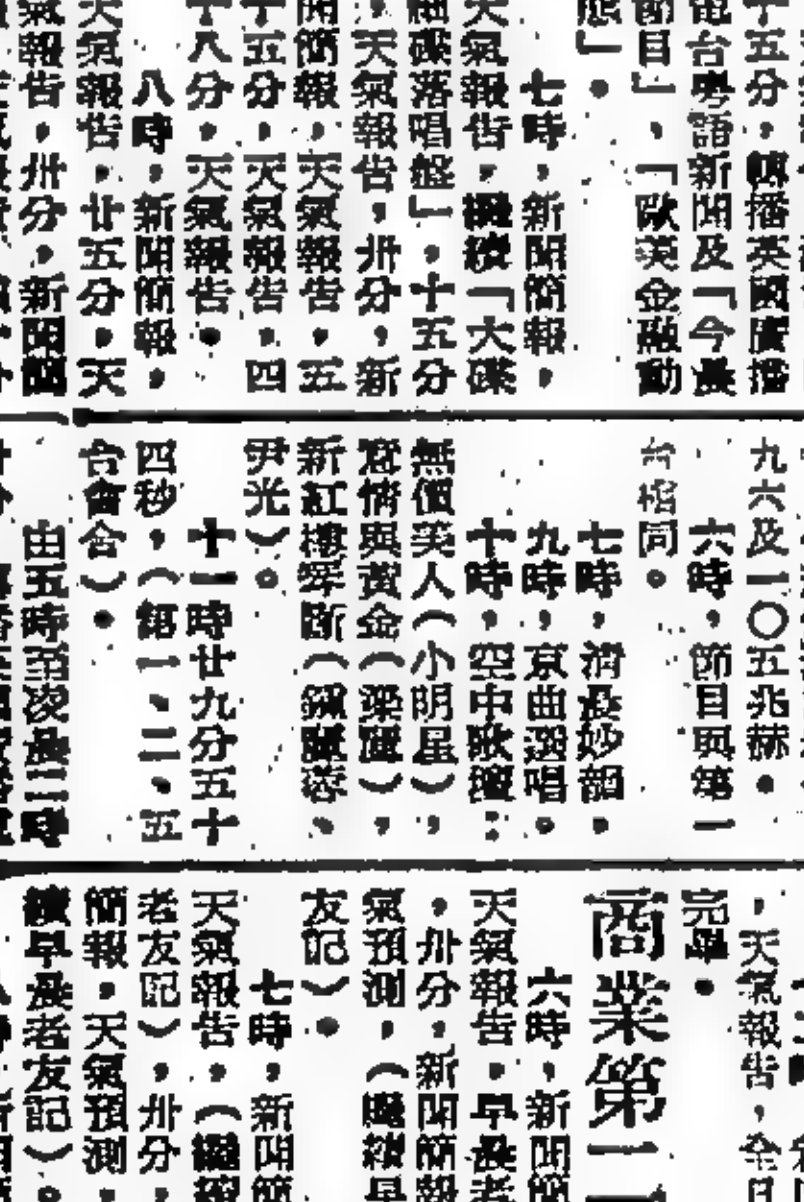 十五分，轉播英國廣播
電台粵語新聞及「今晨
節目」、「歐美金融動
態」。
七時，新聞簡報，
天氣報告，繼續「大碟
細碟落唱盤」，十五分
，天氣報告，卅分，新
聞簡報，天氣報告，五
十五分，天氣報告，四
十八分，天氣報告。
八時，新聞簡報，
天氣報告，廿五分，天
氣報告，卅分，新聞簡
九六及一〇五兆赫。
六時，節目與第一
台相同。
七時，清晨妙韻。
九時，京曲選唱。
十時，空中歌壇：
無價美人（小明星），
寃情與黃金（梁醒），
新紅樓琴斷（
尹光）。
十一時廿九分五十
四秒，（第一、二、五
台會合）。
由五時至凌晨二時
，天氣報告，全日
完畢。
商業第一
六時，新聞簡
天氣報告，早晨老
，卅分，新聞簡報
氣預測，（繼續早
友記）。
七時，新聞簡
天氣報告，（繼續
老友記），卅分，
簡報，天氣預測，
續早晨老友記）。